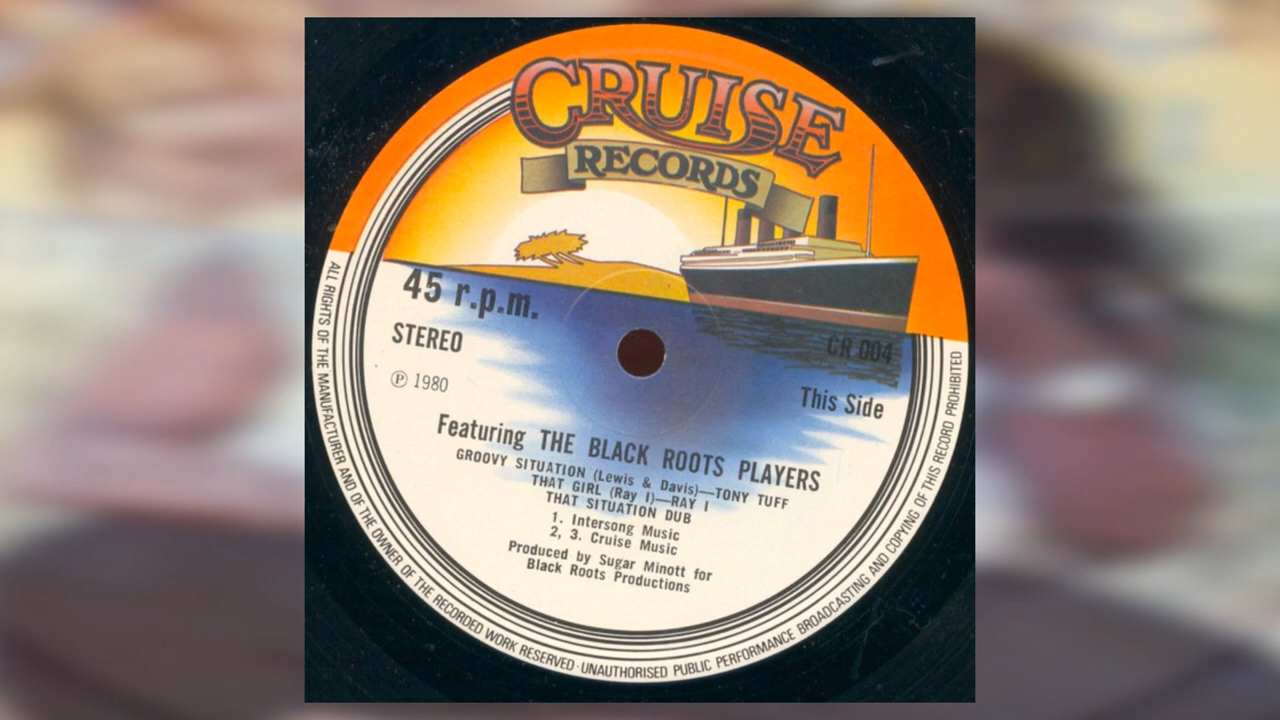 CRUISE
RECORDS
45 r.p.m.
STEREO
CR 004
℗ 1980
This Side
Featuring THE BLACK ROOTS PLAYERS
GROOVY SITUATION (Lewis & Davis)—TONY TUFF
THAT GIRL (Ray I)—RAY I
THAT SITUATION DUB
1. Intersong Music
2, 3. Cruise Music
Produced by Sugar Minott for
Black Roots Productions
ALL RIGHTS OF THE MANUFACTURER AND OF THE OWNER OF THE RECORDED WORK RESERVED · UNAUTHORISED PUBLIC PERFORMANCE BROADCASTING AND COPYING OF THIS RECORD PROHIBITED